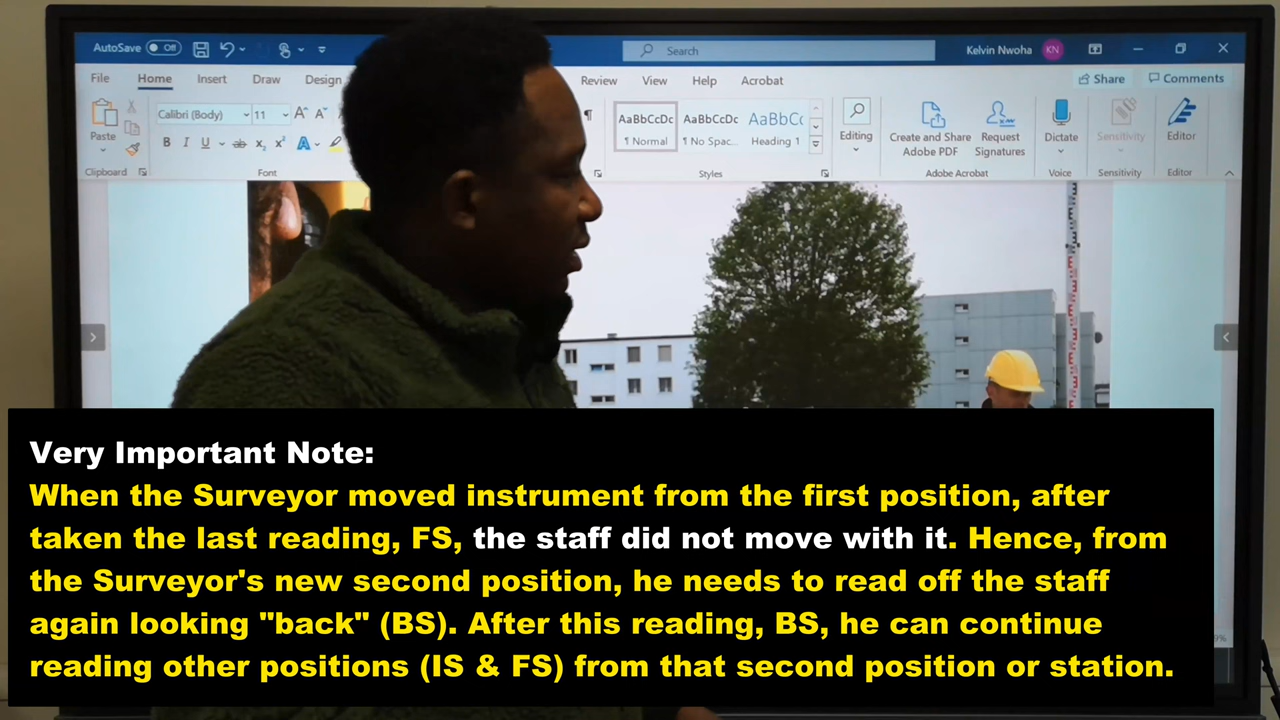 AutoSave Off Search Kelvin Nwoha KN
File Home Insert Draw Design Review View Help Acrobat Share Comments
Calibri (Body) 11 A A ¶ AaBbCcDc AaBbCcDc AaBbCc
Paste Editing Create and Share Adobe PDF Request Signatures Dictate Sensitivity Editor
B I U ab x₂ x² A ¶ Normal ¶ No Spac... Heading 1
Clipboard Font Styles Adobe Acrobat Voice Sensitivity Editor
Very Important Note:
When the Surveyor moved instrument from the first position, after
taken the last reading, FS, the staff did not move with it. Hence, from
the Surveyor's new second position, he needs to read off the staff
again looking "back" (BS). After this reading, BS, he can continue
reading other positions (IS & FS) from that second position or station.